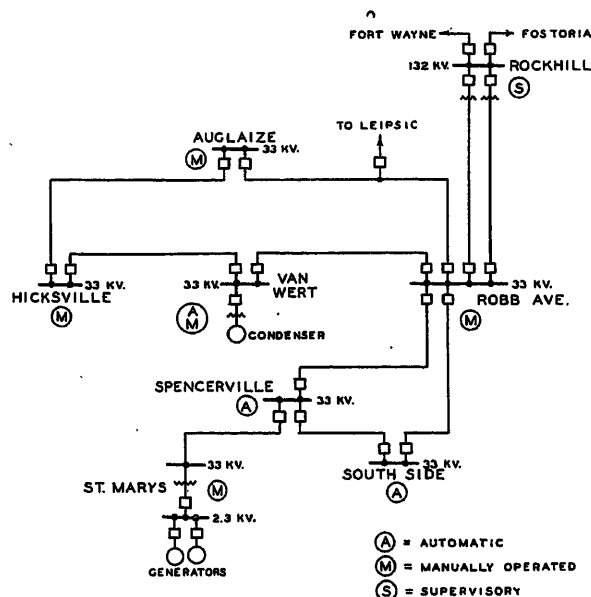 FORT WAYNE
FOSTORIA
132 KV.
ROCKHILL
S
TO LEIPSIC
AUGLAIZE
33 KV.
M
33 KV.
HICKSVILLE
M
33 KV.
VAN
WERT
A
M
CONDENSER
33 KV.
ROBB AVE.
M
SPENCERVILLE
33 KV.
A
33 KV.
ST. MARYS
M
2.3 KV.
GENERATORS
33 KV.
SOUTH SIDE
A
A = AUTOMATIC
M = MANUALLY OPERATED
S = SUPERVISORY